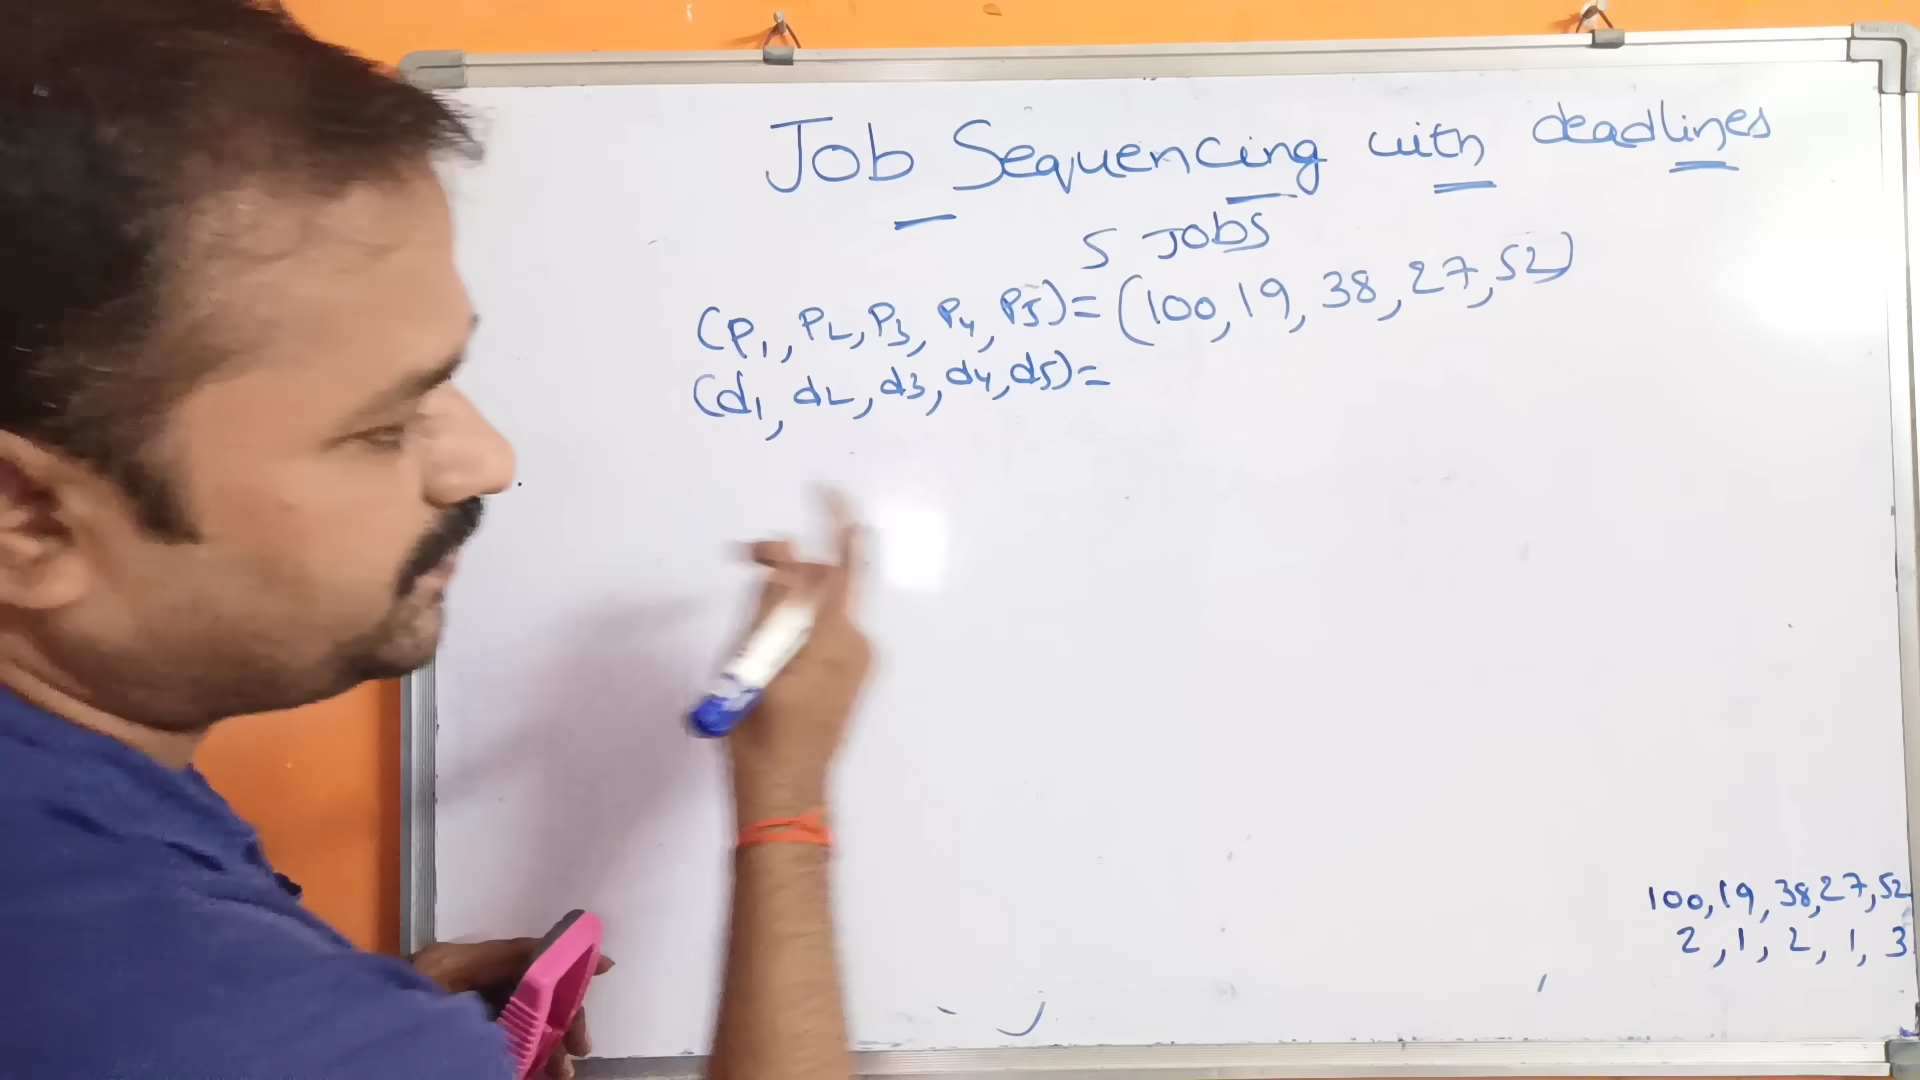 Job Sequencing with deadlines
5 Jobs
(P1, P2, P3, P4, P5) = (100, 19, 38, 27, 52)
(d1, d2, d3, d4, d5) =
100, 19, 38, 27, 52
2, 1, 2, 1, 3